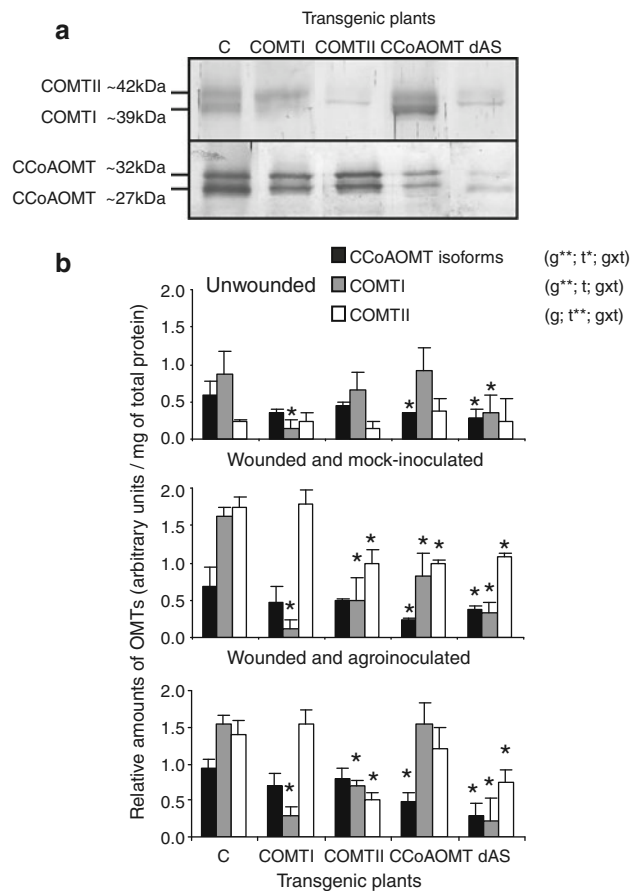 Transgenic plants
a
C COMTI COMTII CCoAOMT dAS
COMTII ~42kDa
COMTI ~39kDa
CCoAOMT ~32kDa
CCoAOMT ~27kDa
b
CCoAOMT isoforms (g**; t*; gxt)
Unwounded
COMTI (g**; t; gxt)
COMTII (g; t**; gxt)
Relative amounts of OMTs (arbitrary units / mg of total protein)
2.0
1.5
1.0
* * * *
0.5
0.0
Wounded and mock-inoculated
2.0
1.5
* * * * * * * * *
1.0
0.5
0.0
Wounded and agroinoculated
2.0
1.5
* * * * * * *
1.0
0.5
0.0
C COMTI COMTII CCoAOMT dAS
Transgenic plants